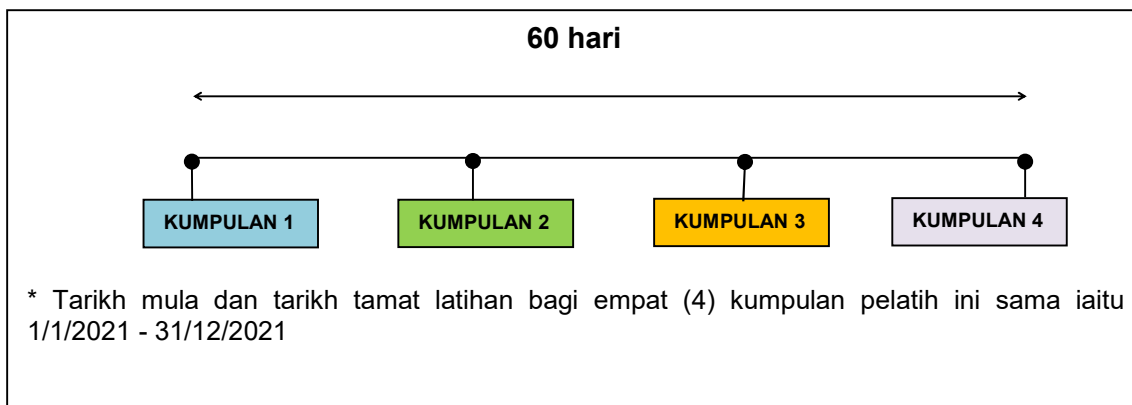 60 hari
KUMPULAN 1
KUMPULAN 2
KUMPULAN 3
KUMPULAN 4
* Tarikh mula dan tarikh tamat latihan bagi empat (4) kumpulan pelatih ini sama iaitu
1/1/2021 - 31/12/2021